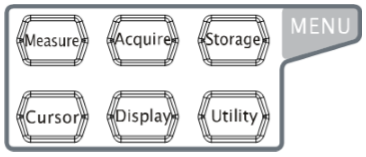 MENU
Measure Acquire Storage
Cursor Display Utility